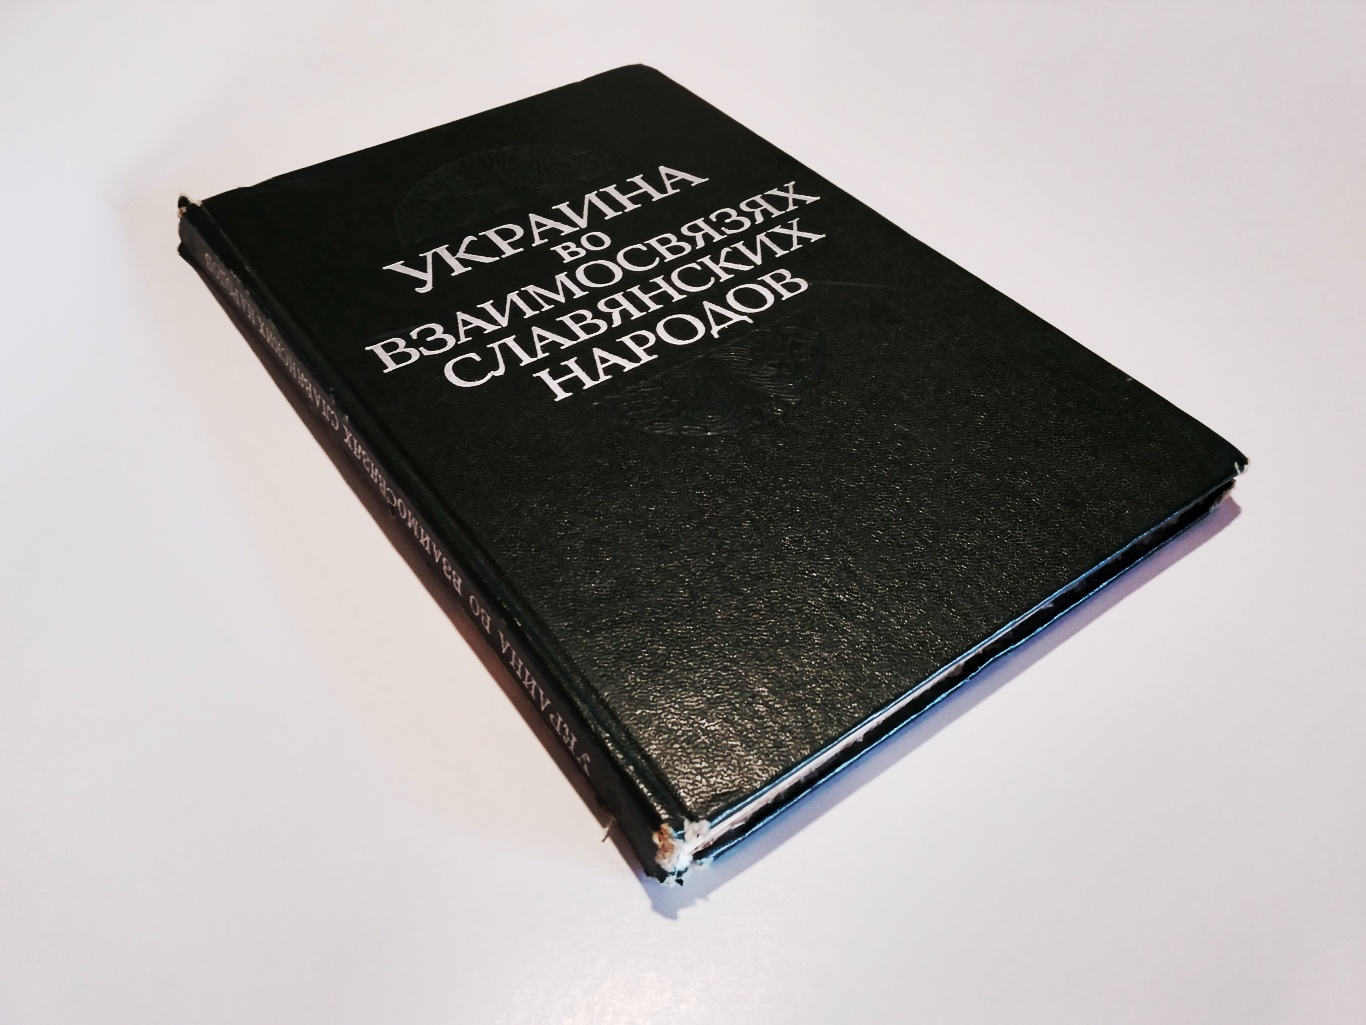 УКРАИНА
ВО
ВЗАИМОСВЯЗЯХ
СЛАВЯНСКИХ
НАРОДОВ
УКРАИНА ВО ВЗАИМОСВЯЗЯХ СЛАВЯНСКИХ НАРОДОВ